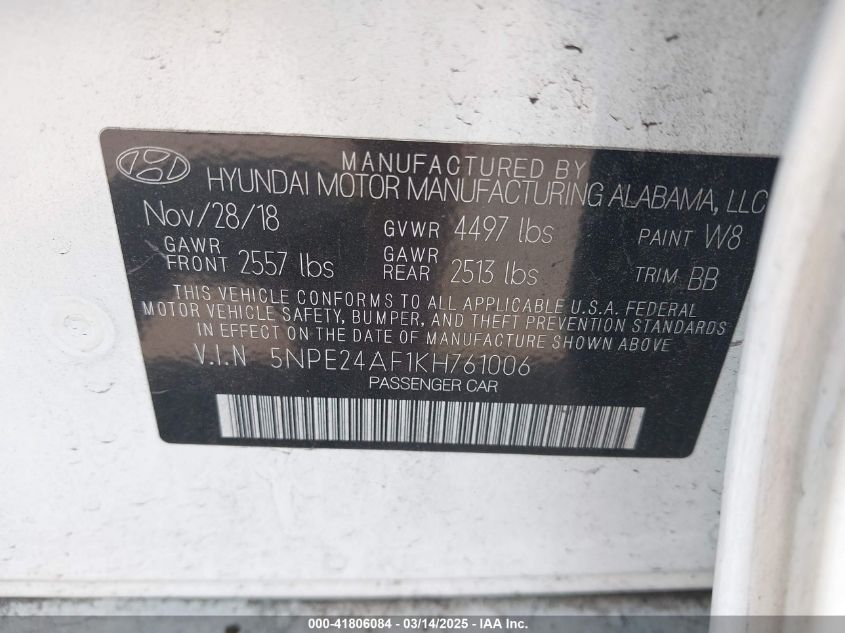 MANUFACTURED BY
HYUNDAI MOTOR MANUFACTURING ALABAMA, LLC
Nov/28/18 GVWR 4497 lbs PAINT W8
GAWR FRONT 2557 lbs GAWR REAR 2513 lbs TRIM BB
THIS VEHICLE CONFORMS TO ALL APPLICABLE U.S.A. FEDERAL
MOTOR VEHICLE SAFETY, BUMPER, AND THEFT PREVENTION STANDARDS
IN EFFECT ON THE DATE OF MANUFACTURE SHOWN ABOVE
V.I.N 5NPE24AF1KH761006
PASSENGER CAR
000-41806084 - 03/14/2025 - IAA Inc.